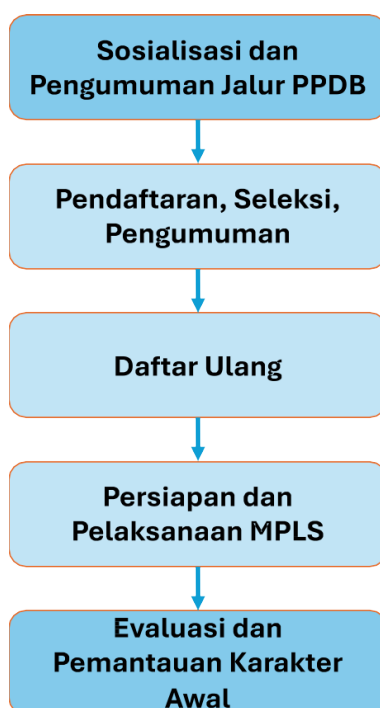 Sosialisasi dan
Pengumuman Jalur PPDB
Pendaftaran, Seleksi,
Pengumuman
Daftar Ulang
Persiapan dan
Pelaksanaan MPLS
Evaluasi dan
Pemantauan Karakter
Awal